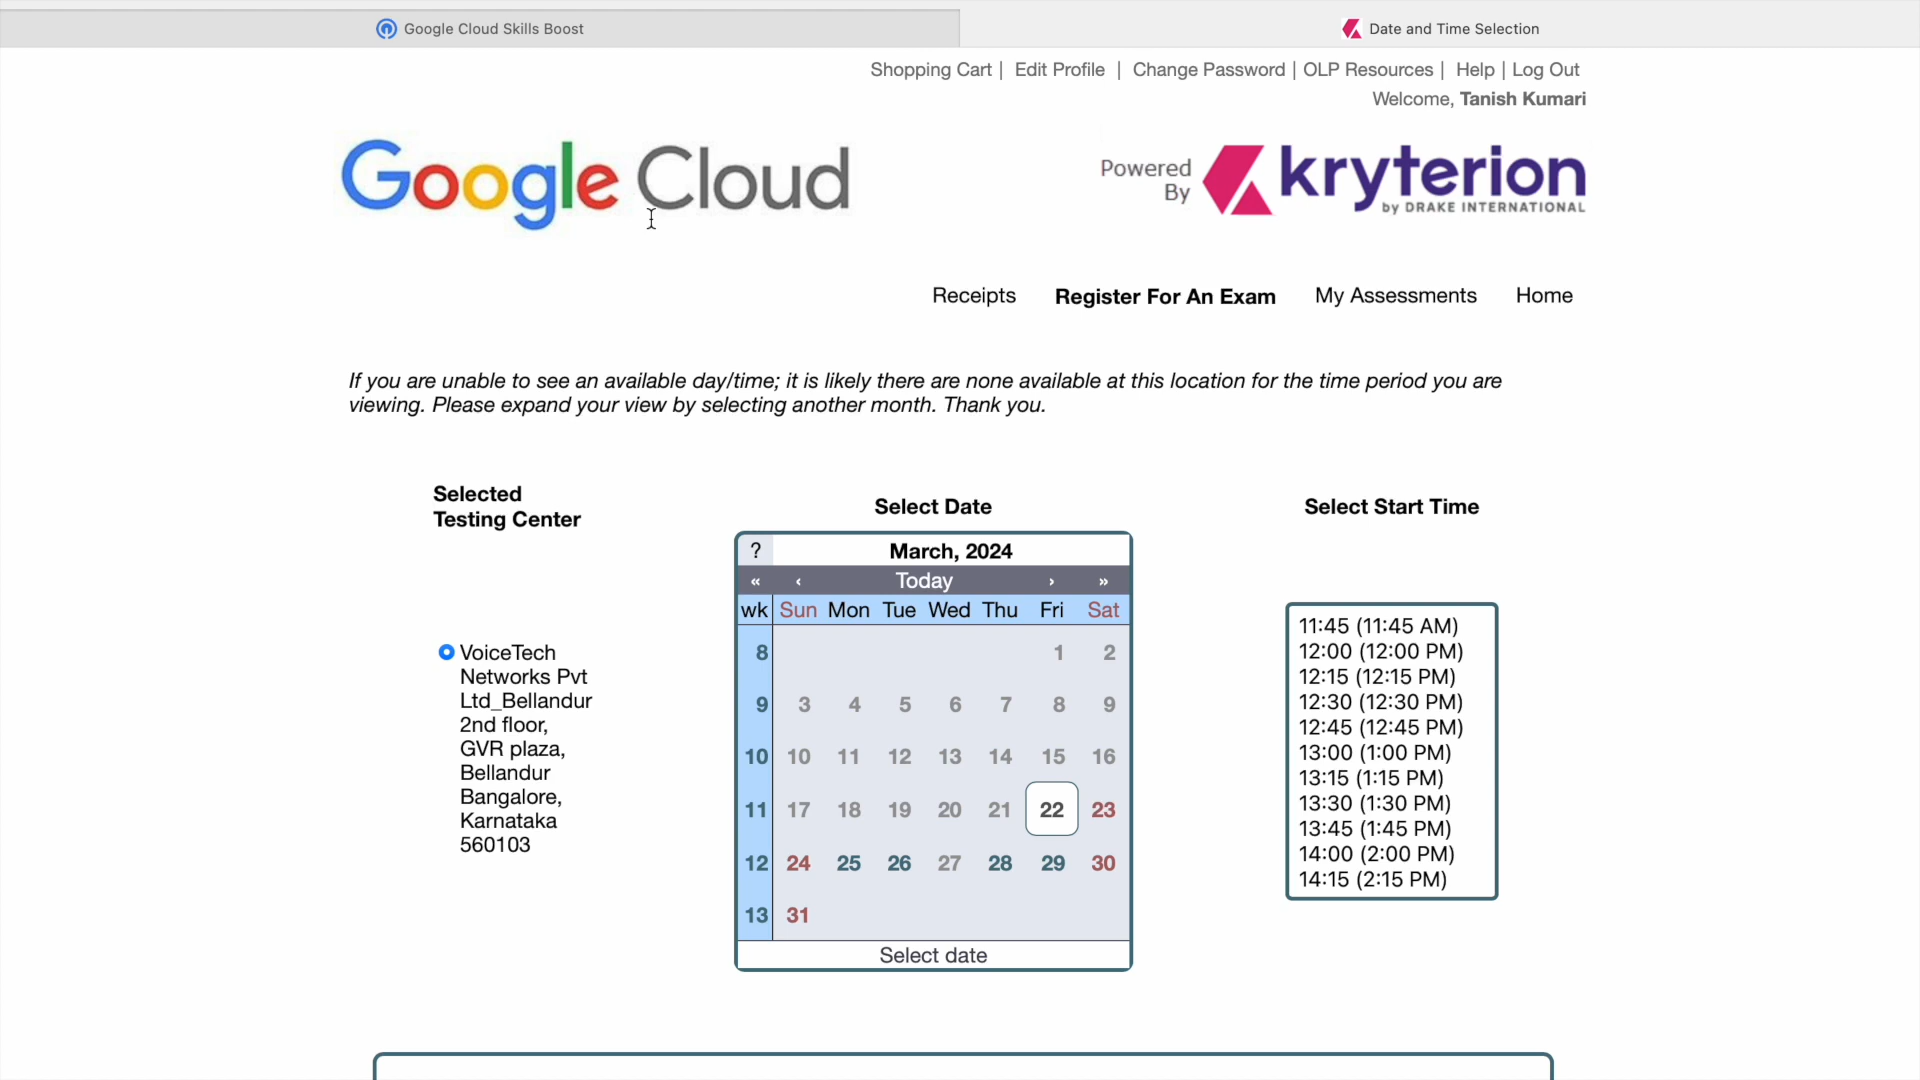 Google Cloud Skills Boost
Date and Time Selection
Shopping Cart | Edit Profile | Change Password | OLP Resources | Help | Log Out
Welcome, Tanish Kumari
Google Cloud
Powered
By
kryterion
by DRAKE INTERNATIONAL
Receipts Register For An Exam My Assessments Home
If you are unable to see an available day/time; it is likely there are none available at this location for the time period you are
viewing. Please expand your view by selecting another month. Thank you.
Selected
Testing Center
VoiceTech
Networks Pvt
Ltd_Bellandur
2nd floor,
GVR plaza,
Bellandur
Bangalore,
Karnataka
560103
Select Date
? March, 2024
« ‹ Today › »
wk Sun Mon Tue Wed Thu Fri Sat
8 1 2
9 3 4 5 6 7 8 9
10 10 11 12 13 14 15 16
11 17 18 19 20 21 22 23
12 24 25 26 27 28 29 30
13 31
Select date
Select Start Time
11:45 (11:45 AM)
12:00 (12:00 PM)
12:15 (12:15 PM)
12:30 (12:30 PM)
12:45 (12:45 PM)
13:00 (1:00 PM)
13:15 (1:15 PM)
13:30 (1:30 PM)
13:45 (1:45 PM)
14:00 (2:00 PM)
14:15 (2:15 PM)